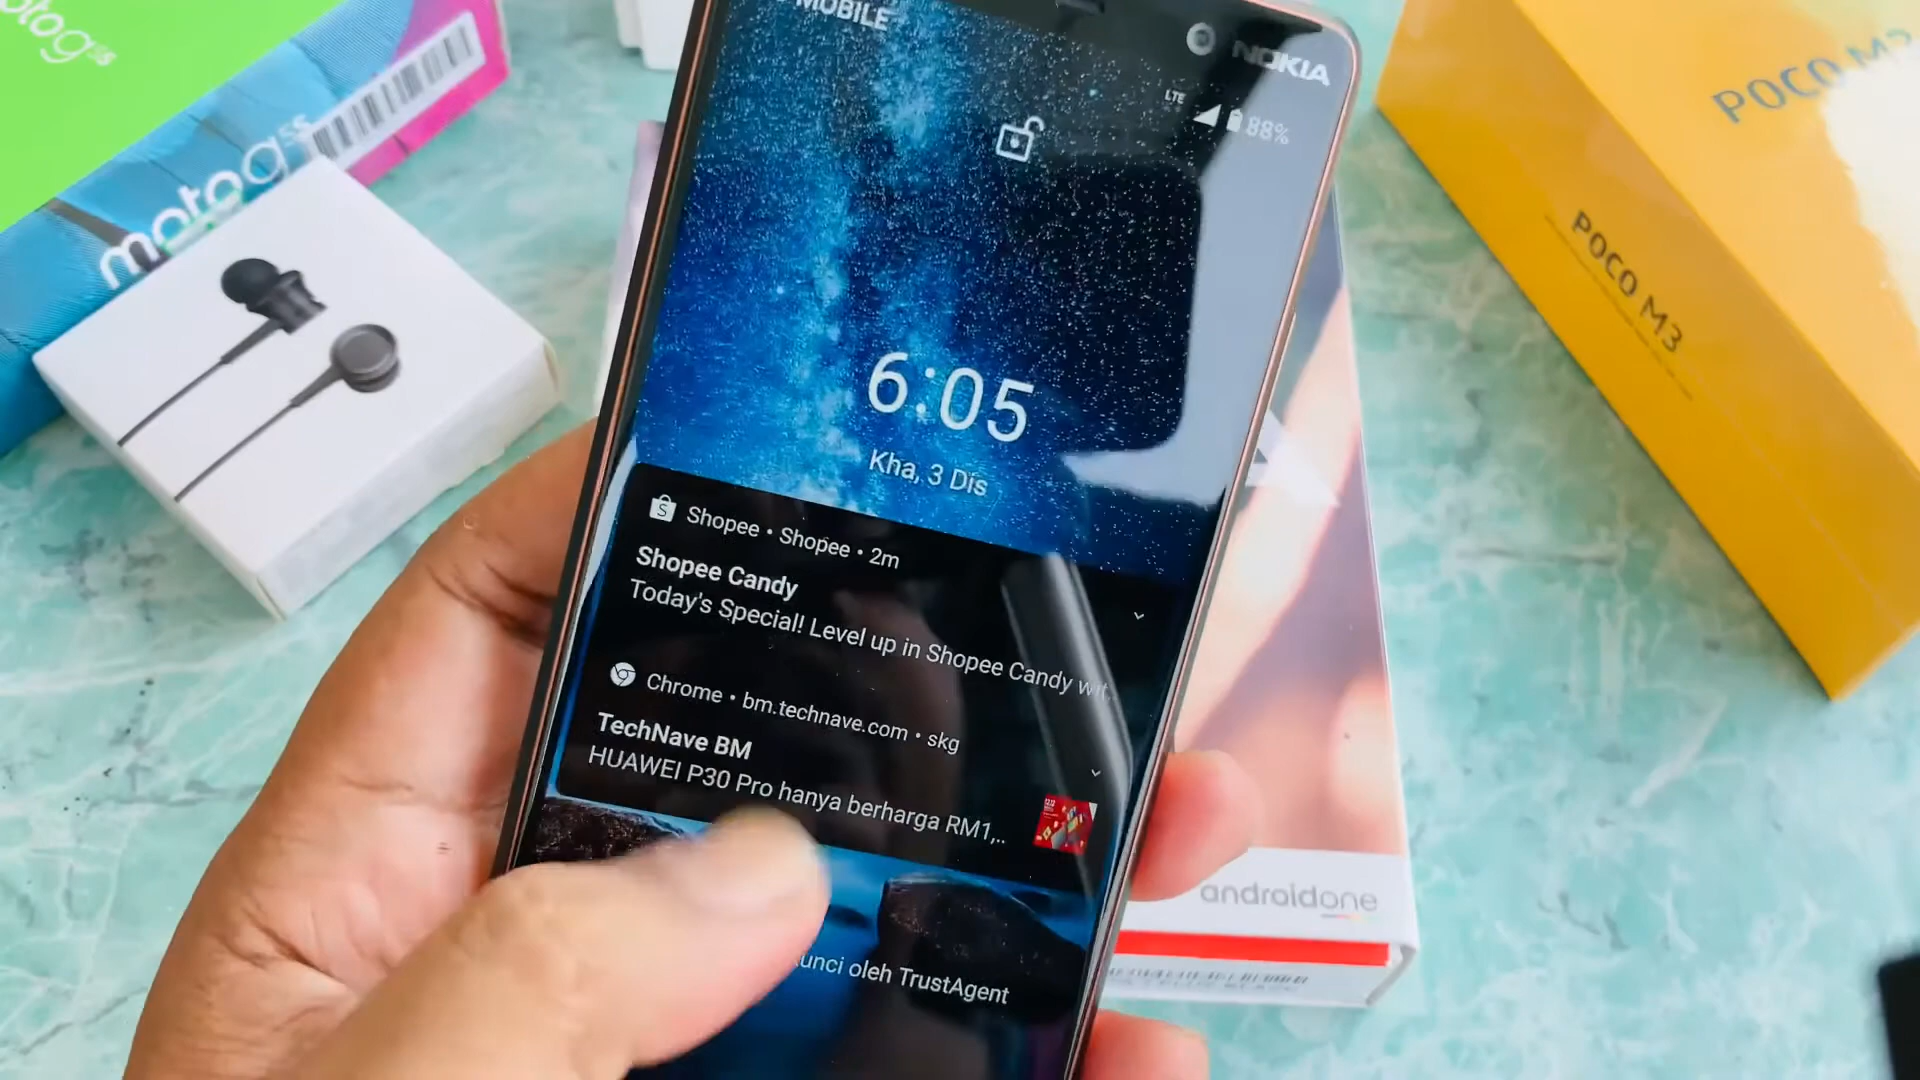 moto g5s
moto g5s
MOBILE
NOKIA
LTE
88%
6:05
Kha, 3 Dis
Shopee • Shopee • 2m
Shopee Candy
Today's Special! Level up in Shopee Candy wit
Chrome • bm.technave.com • skg
TechNave BM
HUAWEI P30 Pro hanya berharga RM1,..
unci oleh TrustAgent
androidone
POCO M3
POCO M3